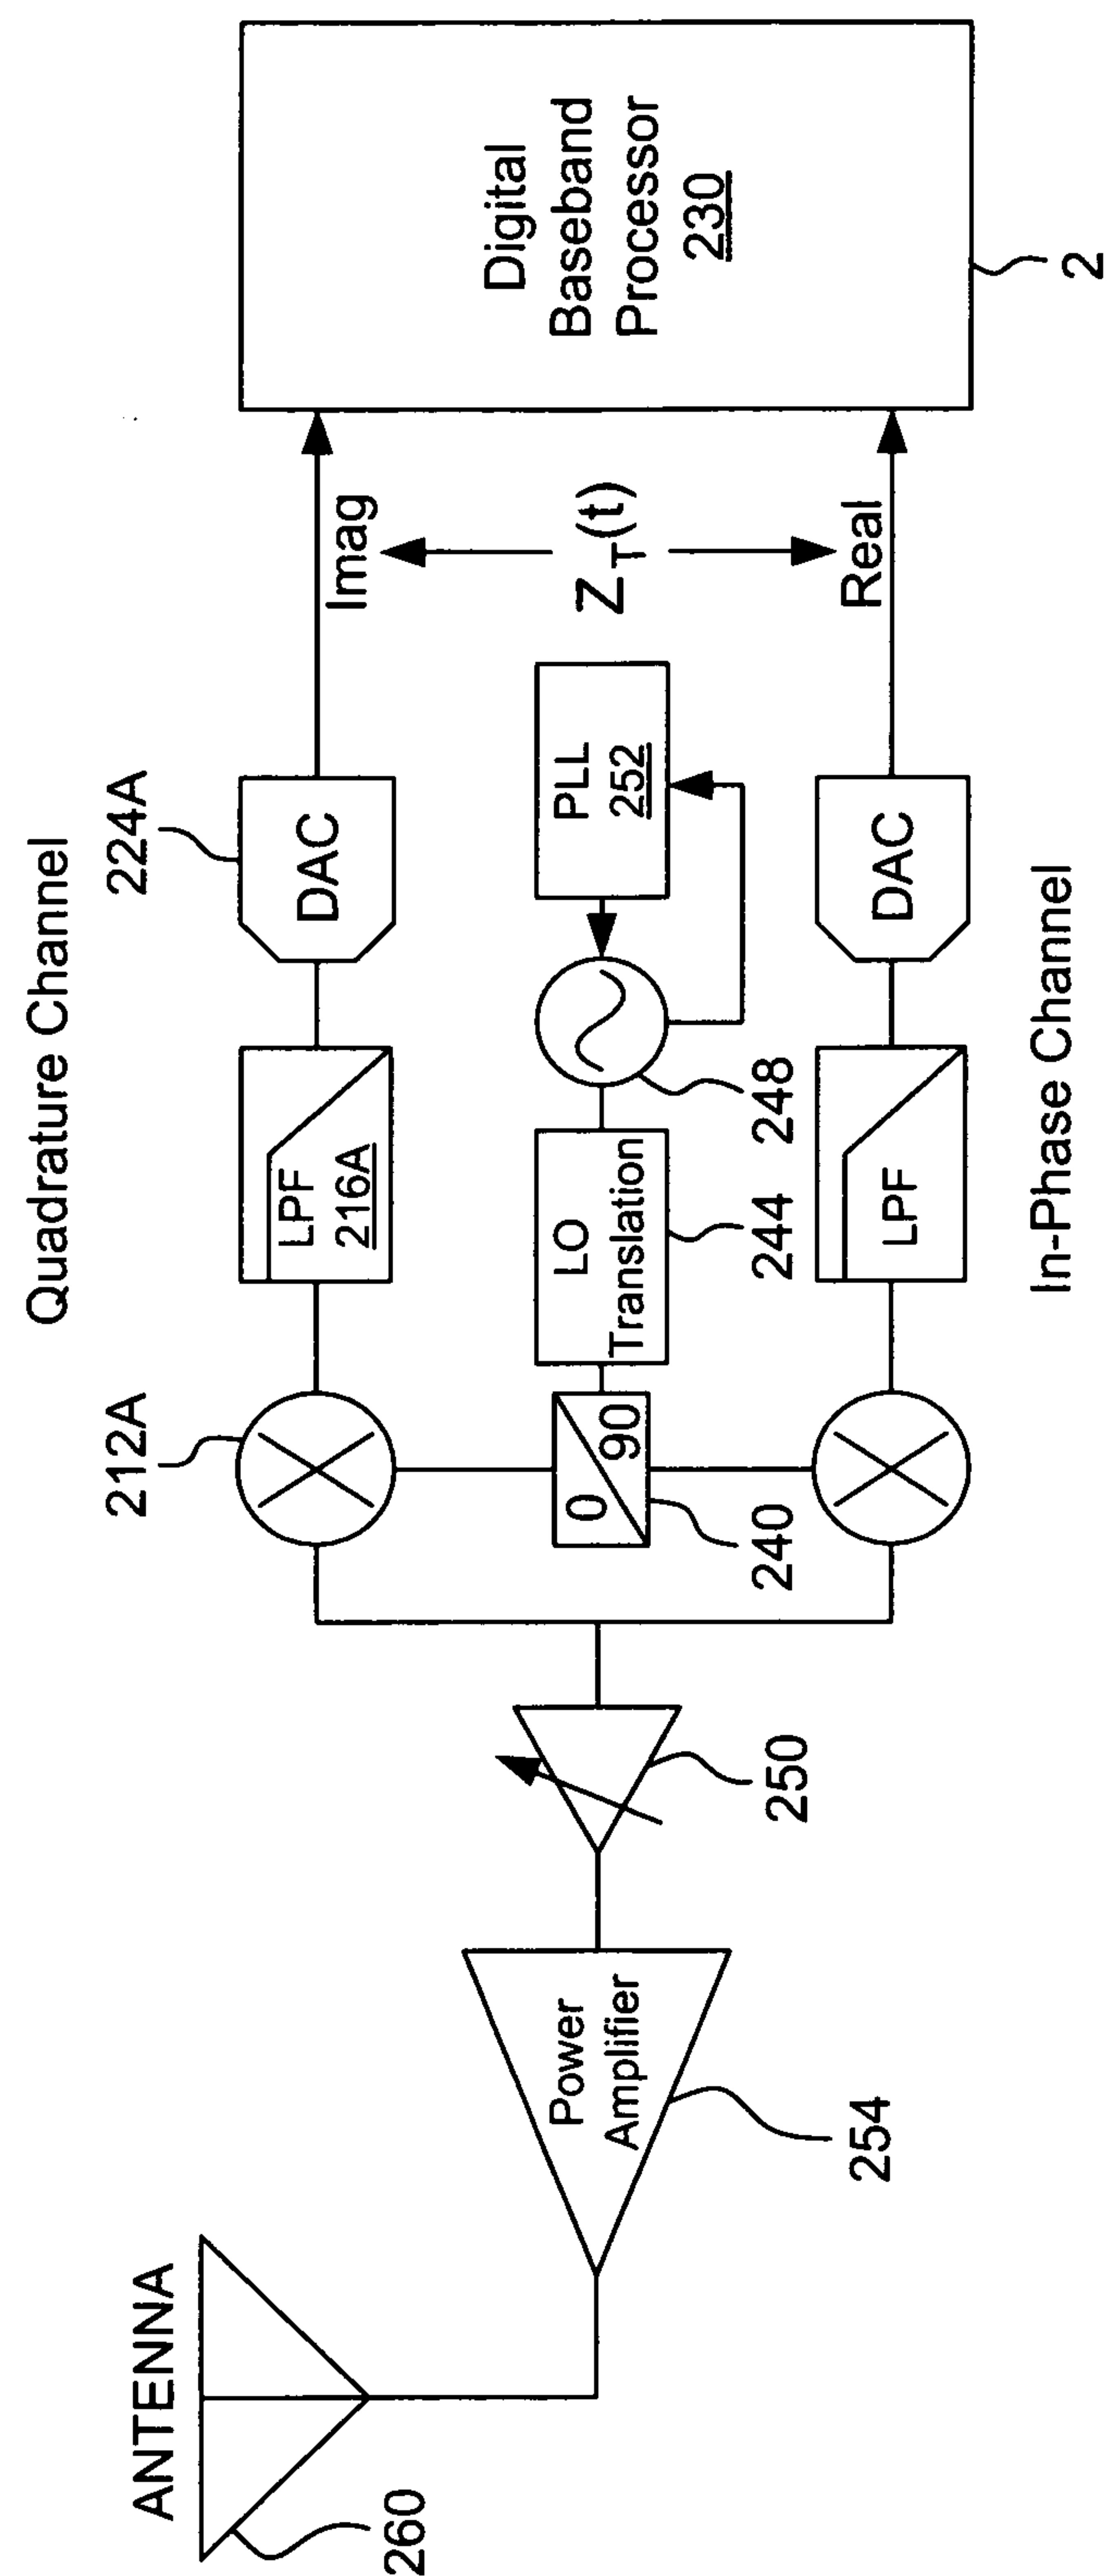 Quadrature Channel
ANTENNA
260
212A
224A
LPF
216A
DAC
Imag
Power
Amplifier
254
250
0
90
240
LO
Translation
244
248
PLL
252
Z_T(t)
Digital
Baseband
Processor
230
2
LPF
DAC
Real
In-Phase Channel